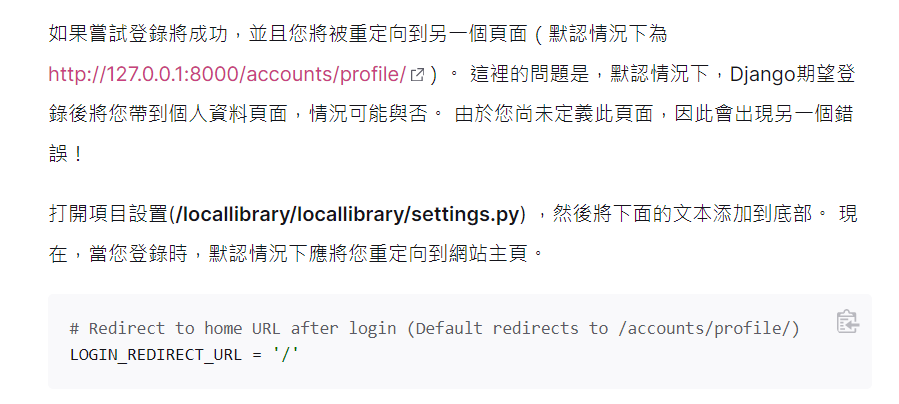 如果嘗試登錄將成功，並且您將被重定向到另一個頁面（默認情況下為
http://127.0.0.1:8000/accounts/profile/）。 這裡的問題是，默認情況下，Django期望登
錄後將您帶到個人資料頁面，情況可能與否。 由於您尚未定義此頁面，因此會出現另一個錯
誤！
打開項目設置(/locallibrary/locallibrary/settings.py) ，然後將下面的文本添加到底部。 現
在，當您登錄時，默認情況下應將您重定向到網站主頁。
# Redirect to home URL after login (Default redirects to /accounts/profile/)
LOGIN_REDIRECT_URL = '/'